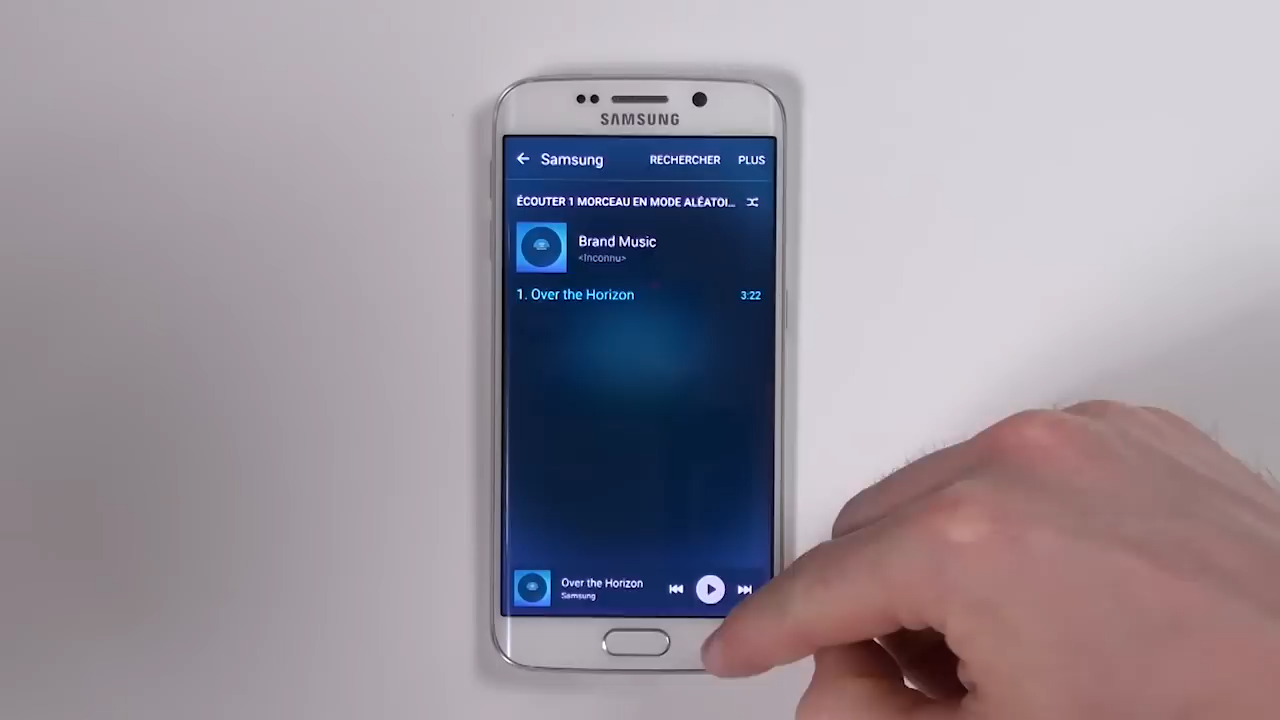 SAMSUNG
Samsung RECHERCHER PLUS
ÉCOUTER 1 MORCEAU EN MODE ALÉATOI...
Brand Music
<Inconnu>
1. Over the Horizon 3:22
Over the Horizon
Samsung